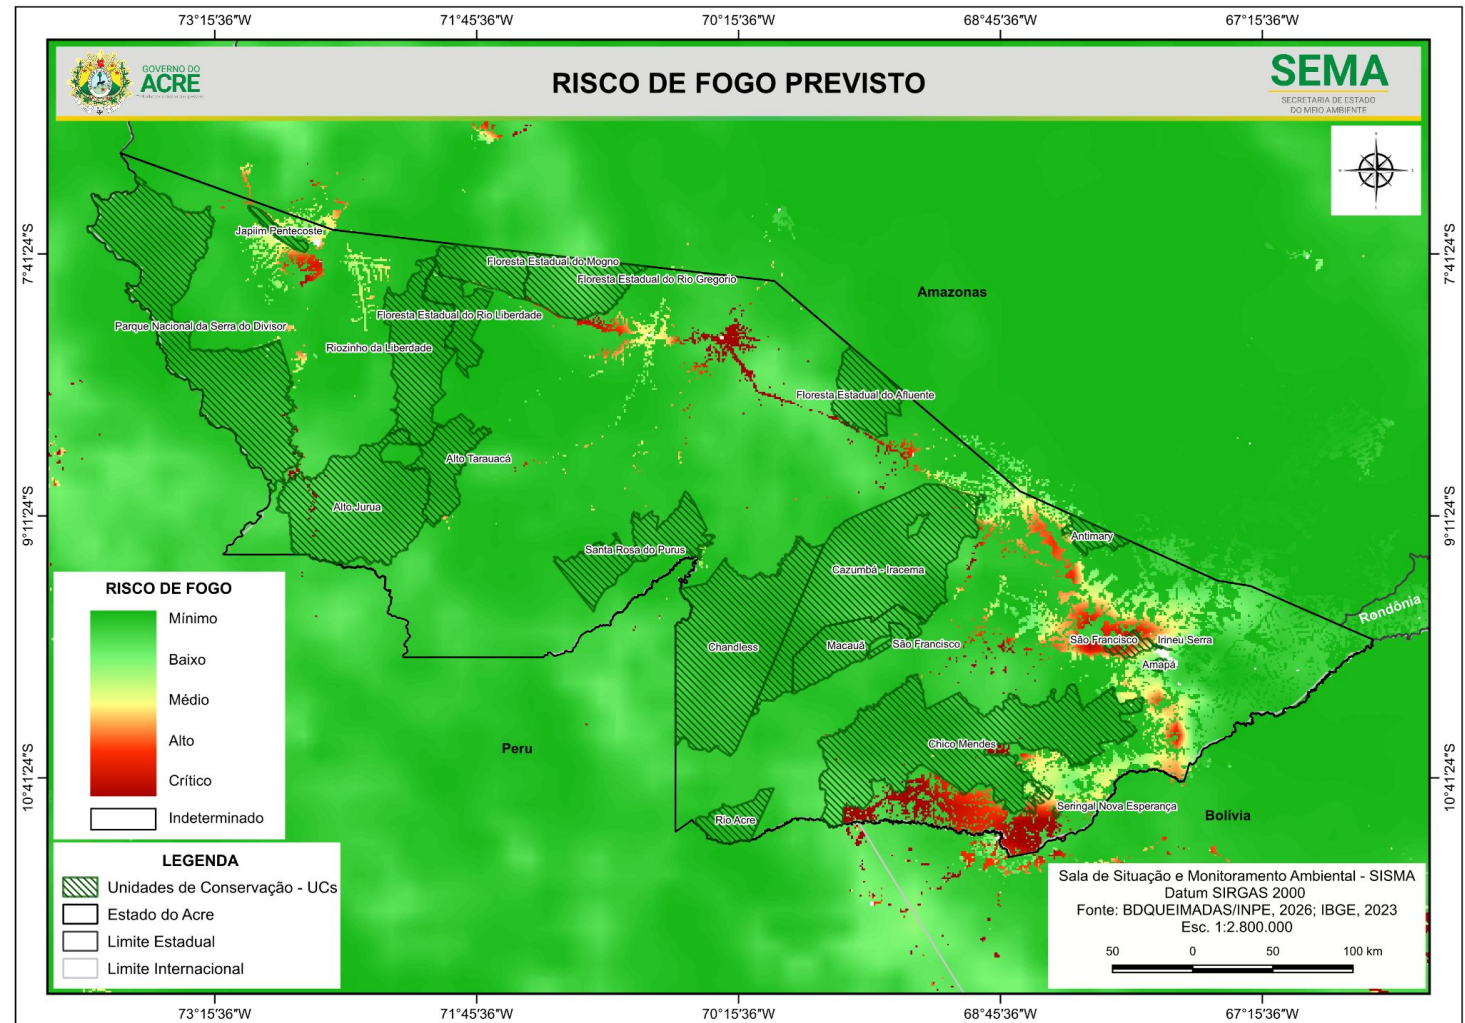 73°15'36"W
71°45'36"W
70°15'36"W
68°45'36"W
67°15'36"W
GOVERNO DO
ACRE
RISCO DE FOGO PREVISTO
SEMA
SECRETARIA DE ESTADO
DO MEIO AMBIENTE
7°41'24"S
7°41'24"S
9°11'24"S
9°11'24"S
10°41'24"S
10°41'24"S
Japiim Pentecoste
Floresta Estadual do Mogno
Floresta Estadual do Rio Gregorio
Amazonas
Floresta Estadual do Rio Liberdade
Parque Nacional da Serra do Divisor
Riozinho da Liberdade
Floresta Estadual do Afluente
Alto Tarauacá
Alto Jurua
Antimary
Santa Rosa do Purus
Cazumbá - Iracema
Rondônia
Chandless
Macauã
São Francisco
São Francisco
Irineu Serra
Amapá
Chico Mendes
Peru
Seringal Nova Esperança
Bolívia
Rio Acre
RISCO DE FOGO
Mínimo
Baixo
Médio
Alto
Crítico
Indeterminado
LEGENDA
Unidades de Conservação - UCs
Estado do Acre
Limite Estadual
Limite Internacional
Sala de Situação e Monitoramento Ambiental - SISMA
Datum SIRGAS 2000
Fonte: BDQUEIMADAS/INPE, 2026; IBGE, 2023
Esc. 1:2.800.000
50 0 50 100 km
73°15'36"W
71°45'36"W
70°15'36"W
68°45'36"W
67°15'36"W